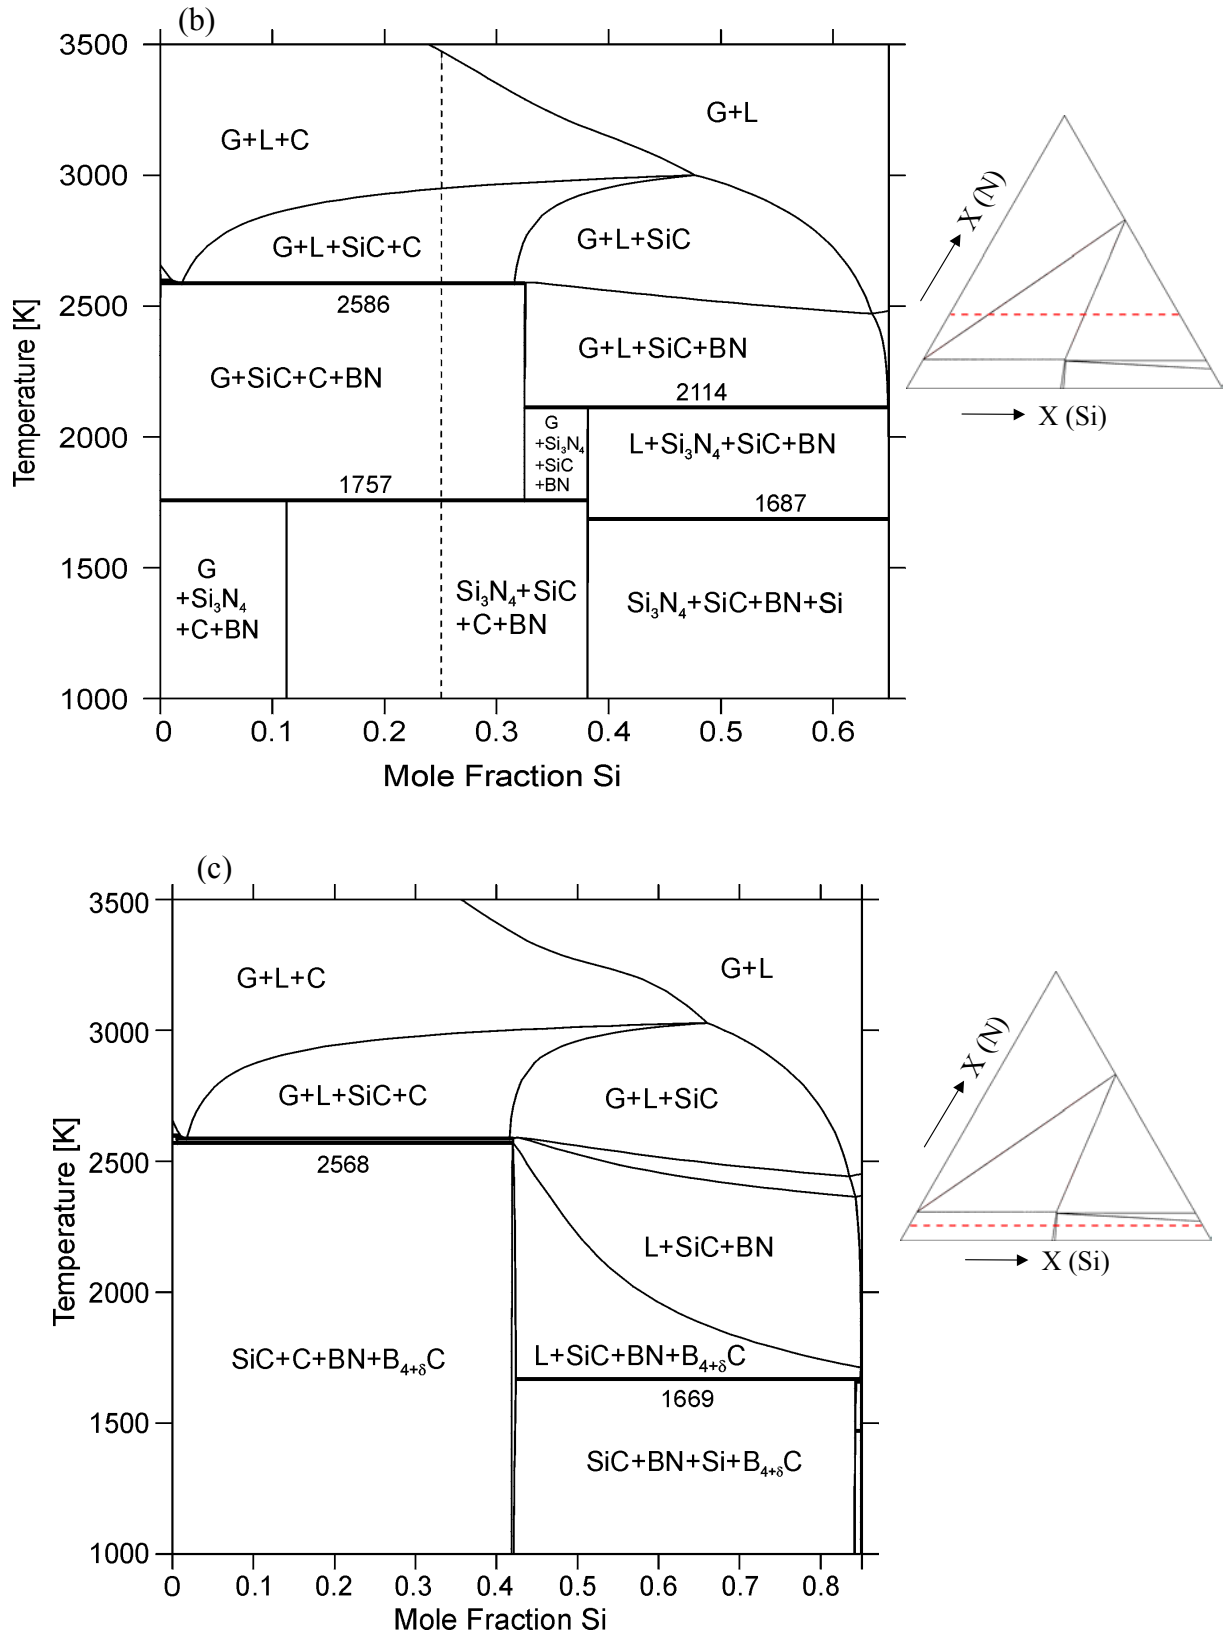 (b)
3500
3000
2500
2000
1500
1000
Temperature [K]
G+L+C
G+L
G+L+SiC+C
G+L+SiC
2586
G+L+SiC+BN
G+SiC+C+BN
2114
G
+Si₃N₄
+SiC
+BN
L+Si₃N₄+SiC+BN
1757
1687
G
+Si₃N₄
+C+BN
Si₃N₄+SiC
+C+BN
Si₃N₄+SiC+BN+Si
0 0.1 0.2 0.3 0.4 0.5 0.6
Mole Fraction Si
X (N)
X (Si)
(c)
3500
3000
2500
2000
1500
1000
Temperature [K]
G+L+C
G+L
G+L+SiC+C
G+L+SiC
2568
L+SiC+BN
SiC+C+BN+B₄₊δC
L+SiC+BN+B₄₊δC
1669
SiC+BN+Si+B₄₊δC
0 0.1 0.2 0.3 0.4 0.5 0.6 0.7 0.8
Mole Fraction Si
X (N)
X (Si)